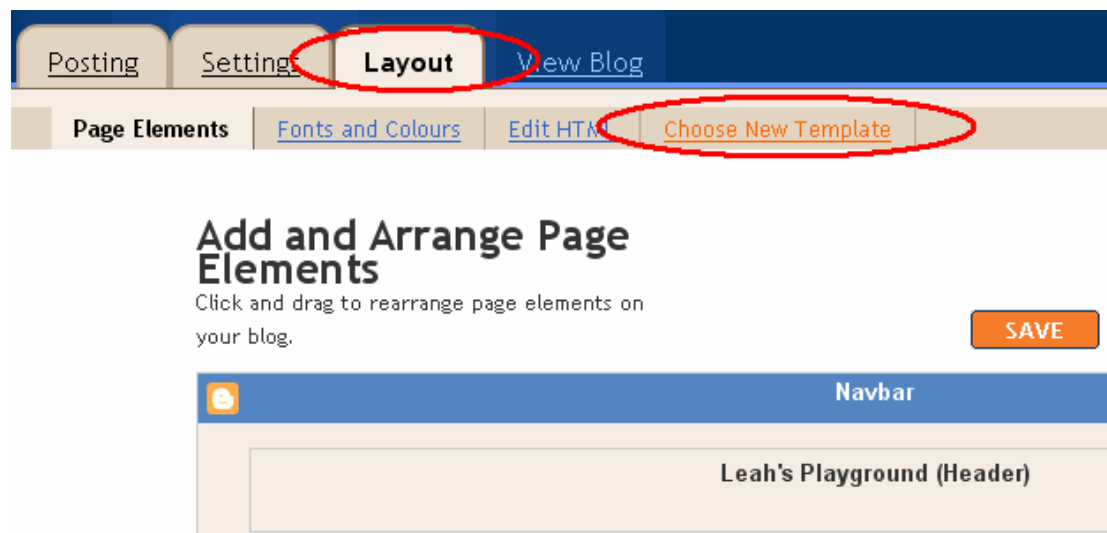 Posting Settings Layout View Blog
Page Elements Fonts and Colours Edit HTML Choose New Template
Add and Arrange Page
Elements
Click and drag to rearrange page elements on
your blog.
SAVE
Navbar
Leah's Playground (Header)